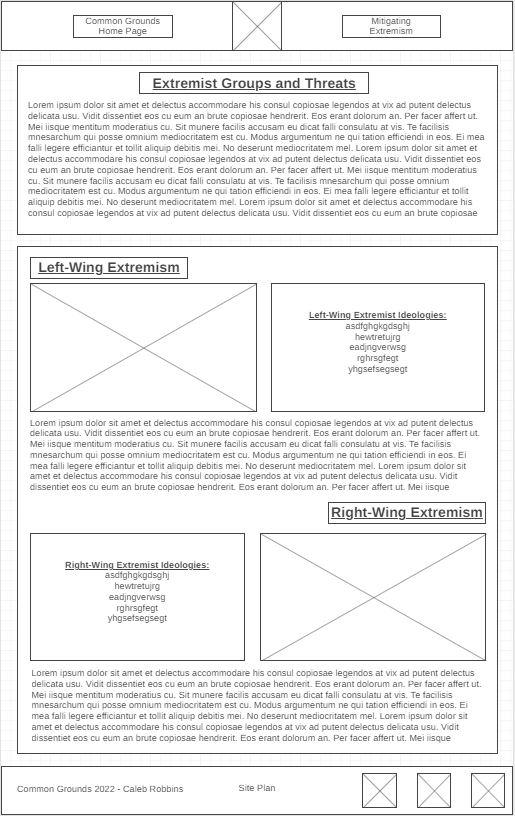 Common Grounds
Home Page
Mitigating
Extremism
Extremist Groups and Threats
Lorem ipsum dolor sit amet et delectus accommodare his consul copiosae legendos at vix ad putent delectus
delicata usu. Vidit dissentiet eos cu eum an brute copiosae hendrerit. Eos erant dolorum an. Per facer affert ut.
Mei iisque mentitum moderatius cu. Sit munere facilis accusam eu dicat falli consulatu at vis. Te facilisis
mnesarchum qui posse omnium mediocritatem est cu. Modus argumentum ne qui tation efficiendi in eos. Ei mea
falli legere efficiantur et tollit aliquip debitis mei. No deserunt mediocritatem mel. Lorem ipsum dolor sit amet et
delectus accommodare his consul copiosae legendos at vix ad putent delectus delicata usu. Vidit dissentiet eos
cu eum an brute copiosae hendrerit. Eos erant dolorum an. Per facer affert ut. Mei iisque mentitum moderatius
cu. Sit munere facilis accusam eu dicat falli consulatu at vis. Te facilisis mnesarchum qui posse omnium
mediocritatem est cu. Modus argumentum ne qui tation efficiendi in eos. Ei mea falli legere efficiantur et tollit
aliquip debitis mei. No deserunt mediocritatem mel. Lorem ipsum dolor sit amet et delectus accommodare his
consul copiosae legendos at vix ad putent delectus delicata usu. Vidit dissentiet eos cu eum an brute copiosae
Left-Wing Extremism
Left-Wing Extremist Ideologies:
asdfghgkgdsghj
hewtretujrg
eadjngverwsg
rghrsgfegt
yhgsefsegsegt
Lorem ipsum dolor sit amet et delectus accommodare his consul copiosae legendos at vix ad putent delectus
delicata usu. Vidit dissentiet eos cu eum an brute copiosae hendrerit. Eos erant dolorum an. Per facer affert ut.
Mei iisque mentitum moderatius cu. Sit munere facilis accusam eu dicat falli consulatu at vis. Te facilisis
mnesarchum qui posse omnium mediocritatem est cu. Modus argumentum ne qui tation efficiendi in eos. Ei
mea falli legere efficiantur et tollit aliquip debitis mei. No deserunt mediocritatem mel. Lorem ipsum dolor sit
amet et delectus accommodare his consul copiosae legendos at vix ad putent delectus delicata usu. Vidit
dissentiet eos cu eum an brute copiosae hendrerit. Eos erant dolorum an. Per facer affert ut. Mei iisque
Right-Wing Extremism
Right-Wing Extremist Ideologies:
asdfghgkgdsghj
hewtretujrg
eadjngverwsg
rghrsgfegt
yhgsefsegsegt
Lorem ipsum dolor sit amet et delectus accommodare his consul copiosae legendos at vix ad putent delectus
delicata usu. Vidit dissentiet eos cu eum an brute copiosae hendrerit. Eos erant dolorum an. Per facer affert ut.
Mei iisque mentitum moderatius cu. Sit munere facilis accusam eu dicat falli consulatu at vis. Te facilisis
mnesarchum qui posse omnium mediocritatem est cu. Modus argumentum ne qui tation efficiendi in eos. Ei
mea falli legere efficiantur et tollit aliquip debitis mei. No deserunt mediocritatem mel. Lorem ipsum dolor sit
amet et delectus accommodare his consul copiosae legendos at vix ad putent delectus delicata usu. Vidit
dissentiet eos cu eum an brute copiosae hendrerit. Eos erant dolorum an. Per facer affert ut. Mei iisque
Common Grounds 2022 - Caleb Robbins
Site Plan